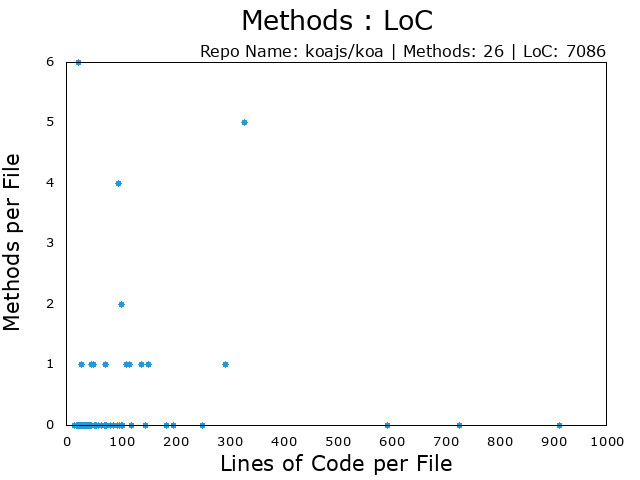 Methods : LoC
Repo Name: koajs/koa | Methods: 26 | LoC: 7086
Methods per File
6
5
4
3
2
1
0
0 100 200 300 400 500 600 700 800 900 1000
Lines of Code per File